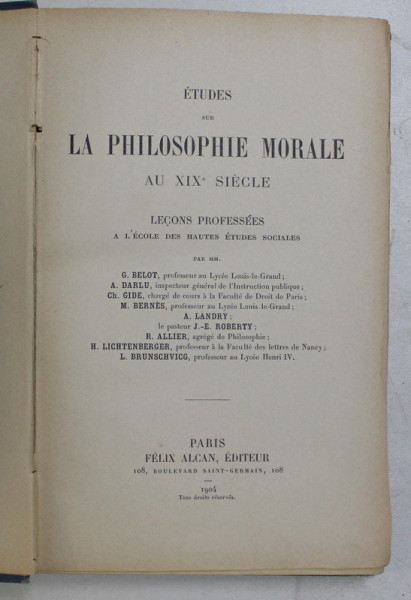 ÉTUDES
SUR
LA PHILOSOPHIE MORALE
AU XIXe SIÈCLE
LEÇONS PROFESSÉES
A L'ÉCOLE DES HAUTES ÉTUDES SOCIALES
PAR MM.
G. BELOT, professeur au Lycée Louis-le-Grand;
A. DARLU, inspecteur général de l'Instruction publique;
Ch. GIDE, chargé de cours à la Faculté de Droit de Paris;
M. BERNÈS, professeur au Lycée Louis-le-Grand;
A. LANDRY;
le pasteur J.-E. ROBERTY;
R. ALLIER, agrégé de Philosophie;
H. LICHTENBERGER, professeur à la Faculté des lettres de Nancy;
L. BRUNSCHVICG, professeur au Lycée Henri IV.
PARIS
FÉLIX ALCAN, ÉDITEUR
108, BOULEVARD SAINT-GERMAIN, 108
1904
Tous droits réservés.